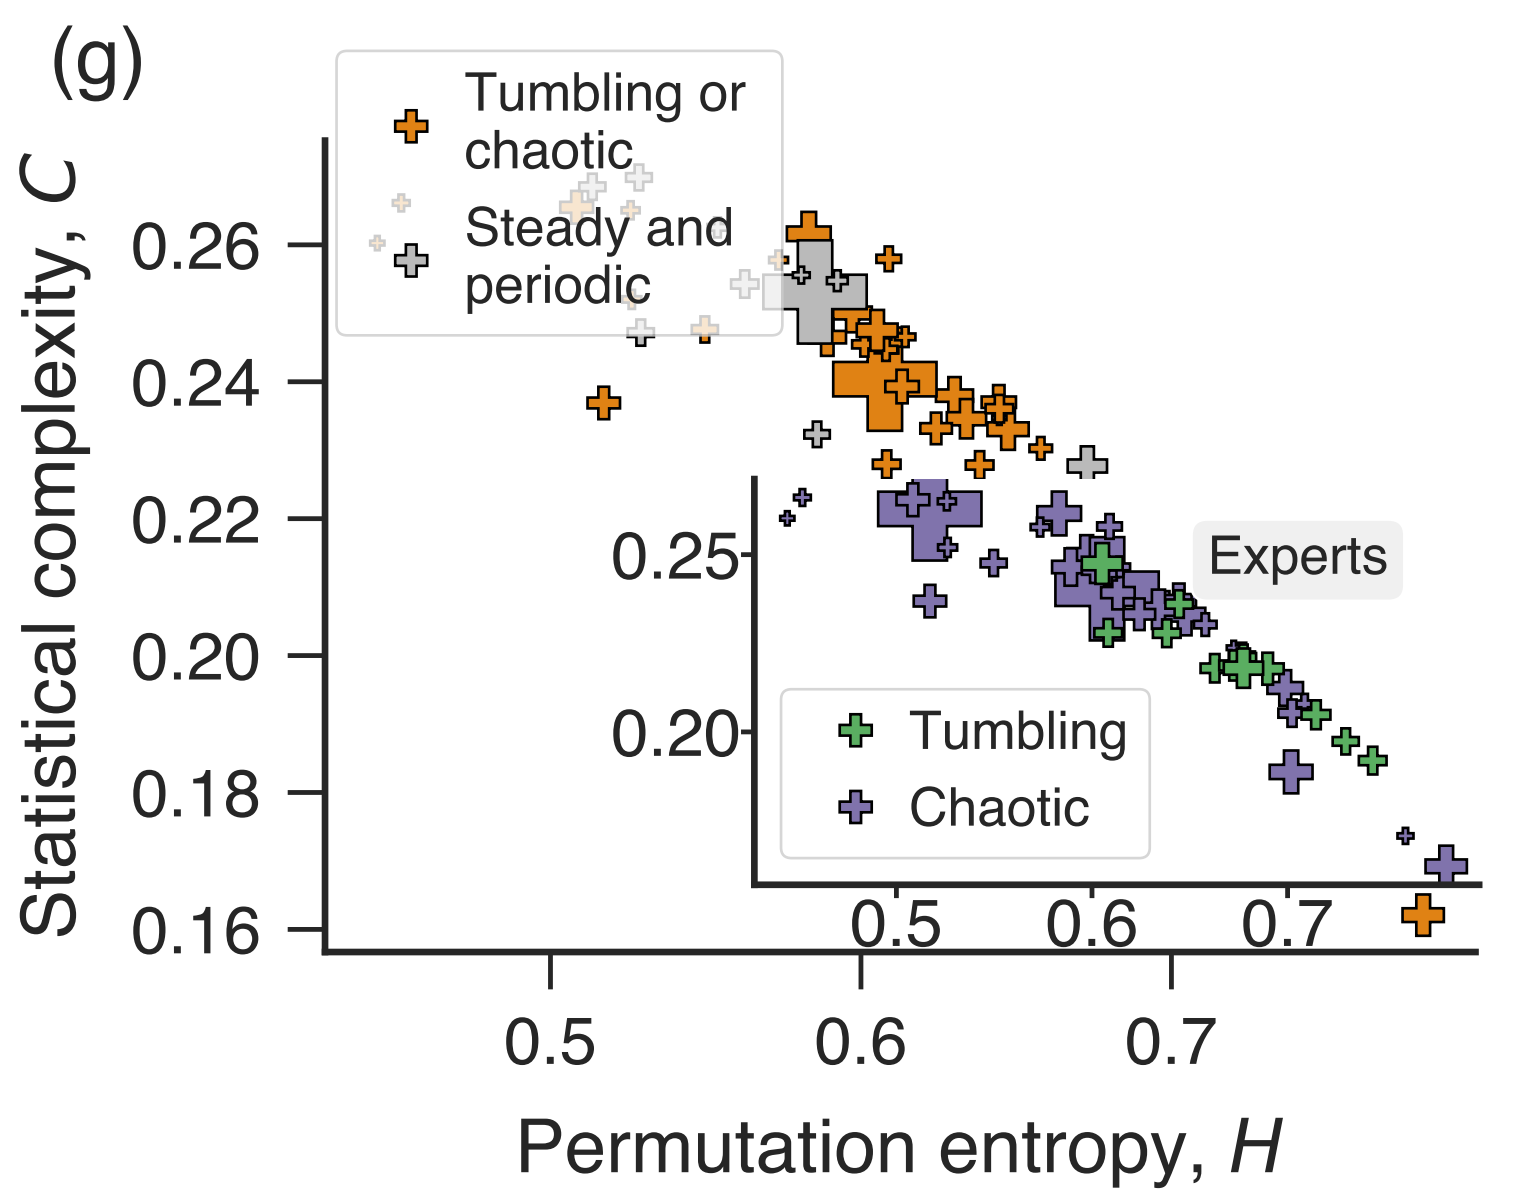 (g)
Tumbling or
chaotic
Steady and
periodic
Statistical complexity, C
0.26
0.24
0.22
0.20
0.18
0.16
0.25
0.20
Experts
Tumbling
Chaotic
0.5 0.6 0.7
0.5 0.6 0.7
Permutation entropy, H